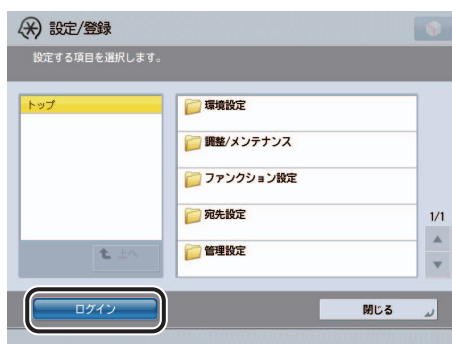 設定/登録
設定する項目を選択します。
トップ
環境設定
調整/メンテナンス
ファンクション設定
宛先設定
管理設定
1/1
上へ
ログイン
閉じる